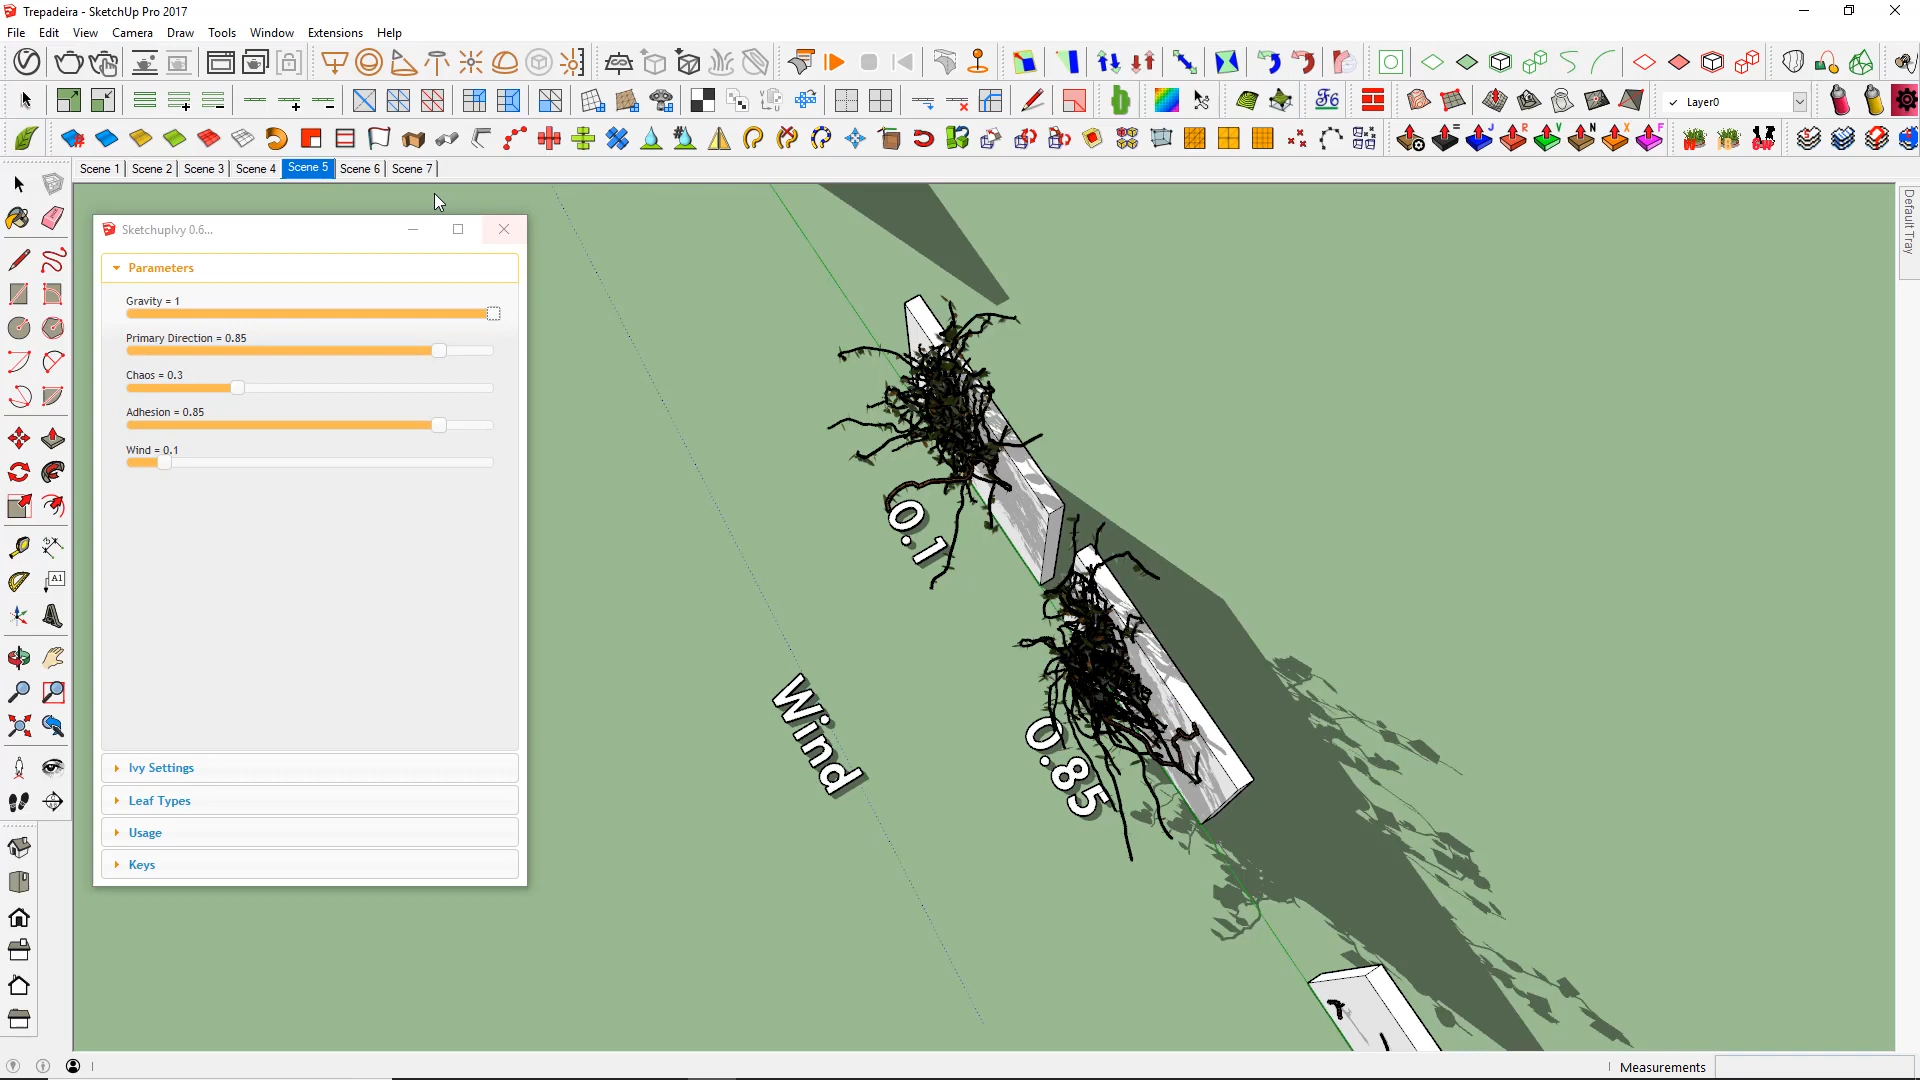 Trepadeira - SketchUp Pro 2017
File Edit View Camera Draw Tools Window Extensions Help
Layer0
Scene 1 Scene 2 Scene 3 Scene 4 Scene 5 Scene 6 Scene 7
Default Tray
SketchupIvy 0.6...
Parameters
Gravity = 1
Primary Direction = 0.85
Chaos = 0.3
Adhesion = 0.85
Wind = 0.1
Ivy Settings
Leaf Types
Usage
Keys
0.1
0.85
Wind
A1
Measurements